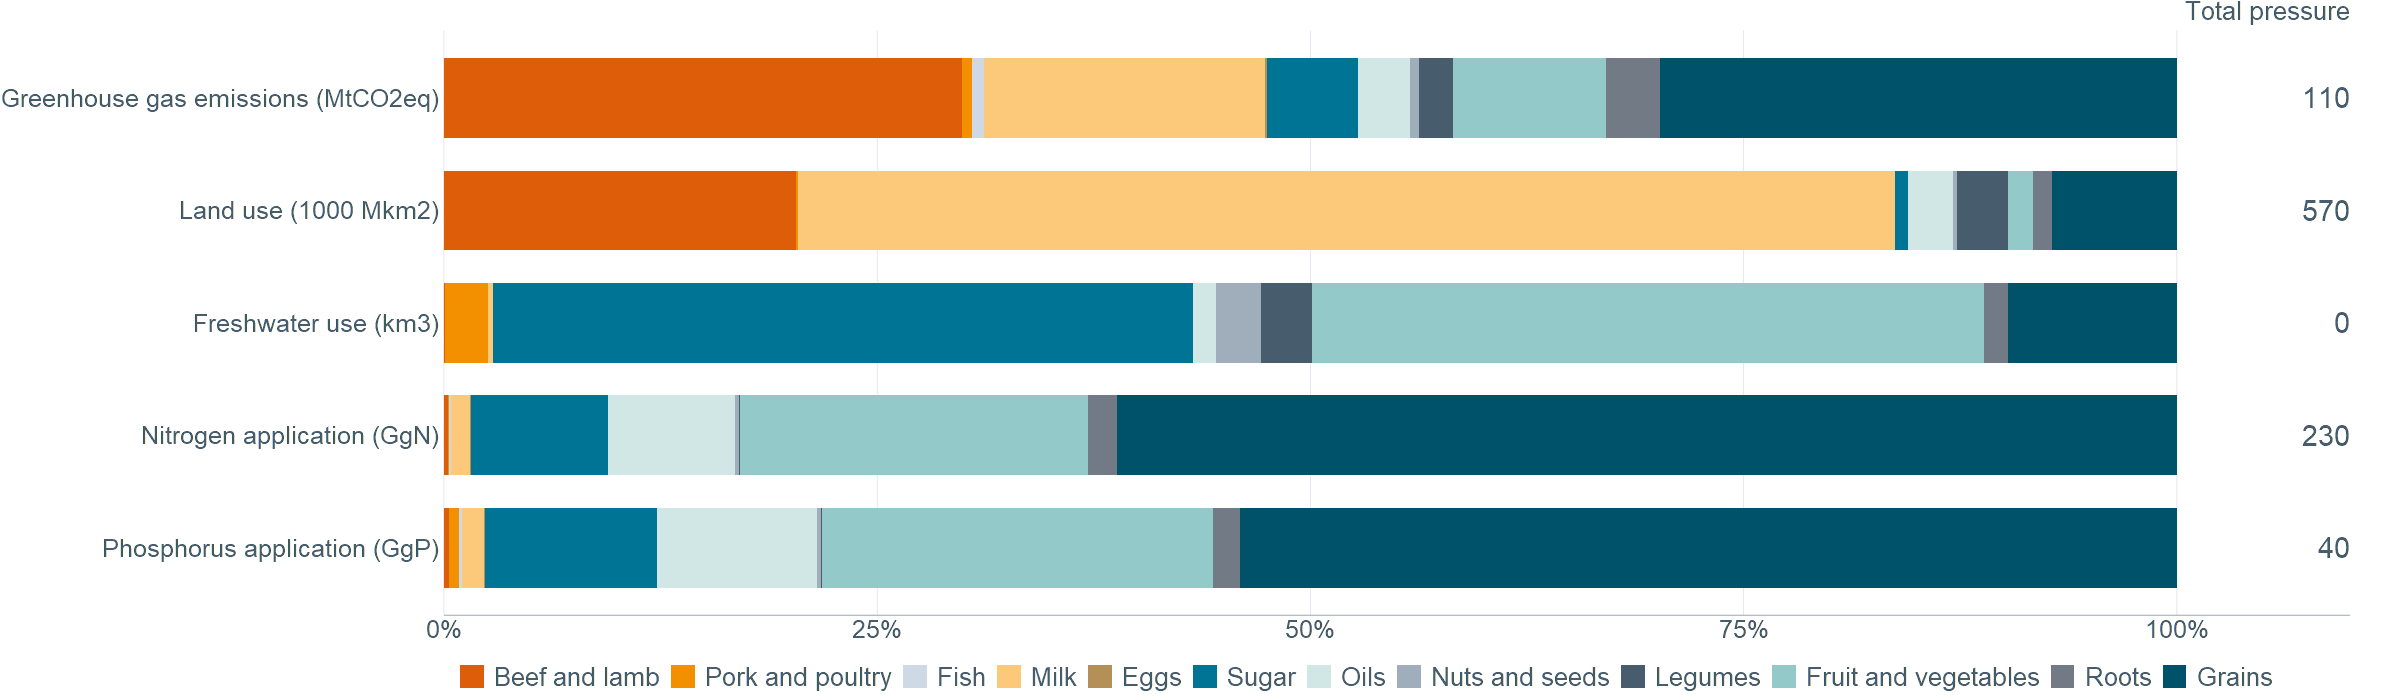 Total pressure
Greenhouse gas emissions (MtCO2eq) 110
Land use (1000 Mkm2) 570
Freshwater use (km3) 0
Nitrogen application (GgN) 230
Phosphorus application (GgP) 40
0% 25% 50% 75% 100%
Beef and lamb Pork and poultry Fish Milk Eggs Sugar Oils Nuts and seeds Legumes Fruit and vegetables Roots Grains